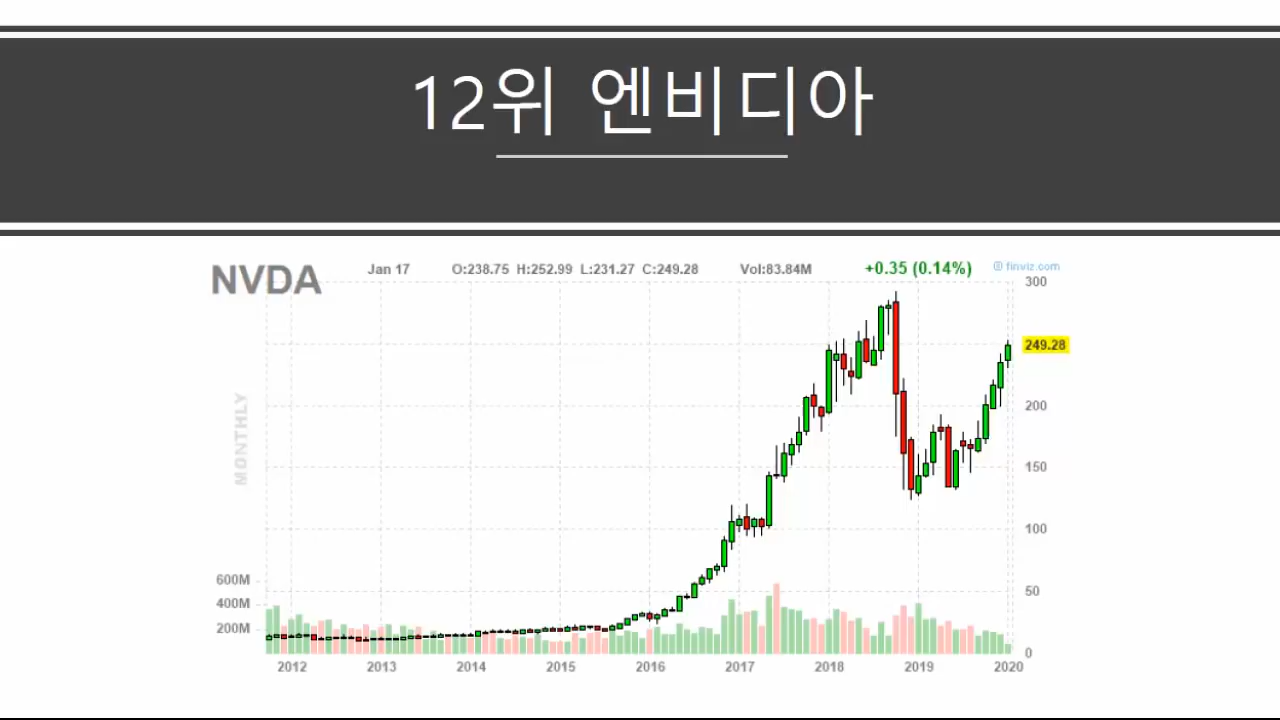 12위 엔비디아
NVDA Jan 17 O:238.75 H:252.99 L:231.27 C:249.28 Vol:83.84M +0.35 (0.14%) © finviz.com
300
249.28
200
150
100
50
0
MONTHLY
600M
400M
200M
2012 2013 2014 2015 2016 2017 2018 2019 2020